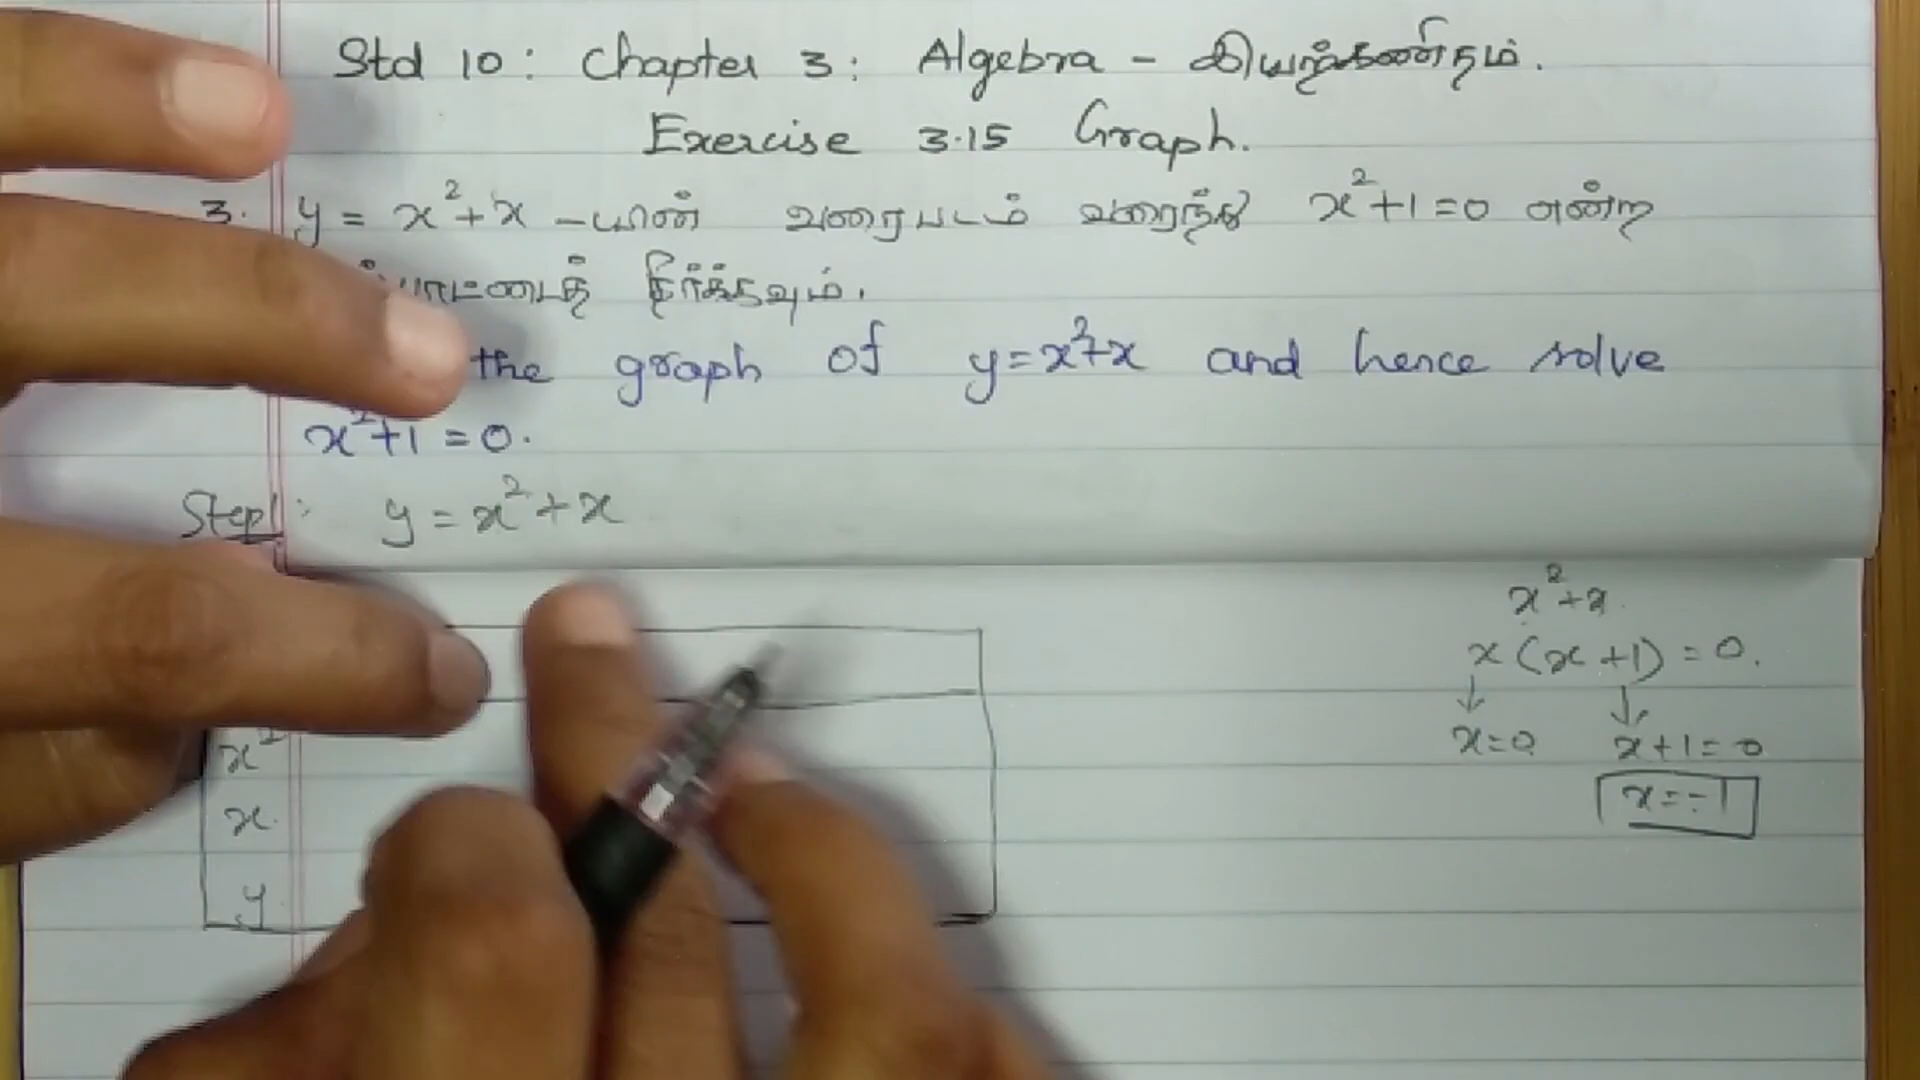 Std 10: Chapter 3: Algebra - இயற்கணிதம்.
Exercise 3.15 Graph.
3. y = x²+x -யின் வரைபடம் வரைந்து x²+1=0 என்ற
தீர்க்கவும்.
the graph of y=x²+x and hence solve
x²+1=0.
Step1: y=x²+x
x²+x.
x(x+1)=0.
x=0 x+1=0
x=-1
x²
x.
y